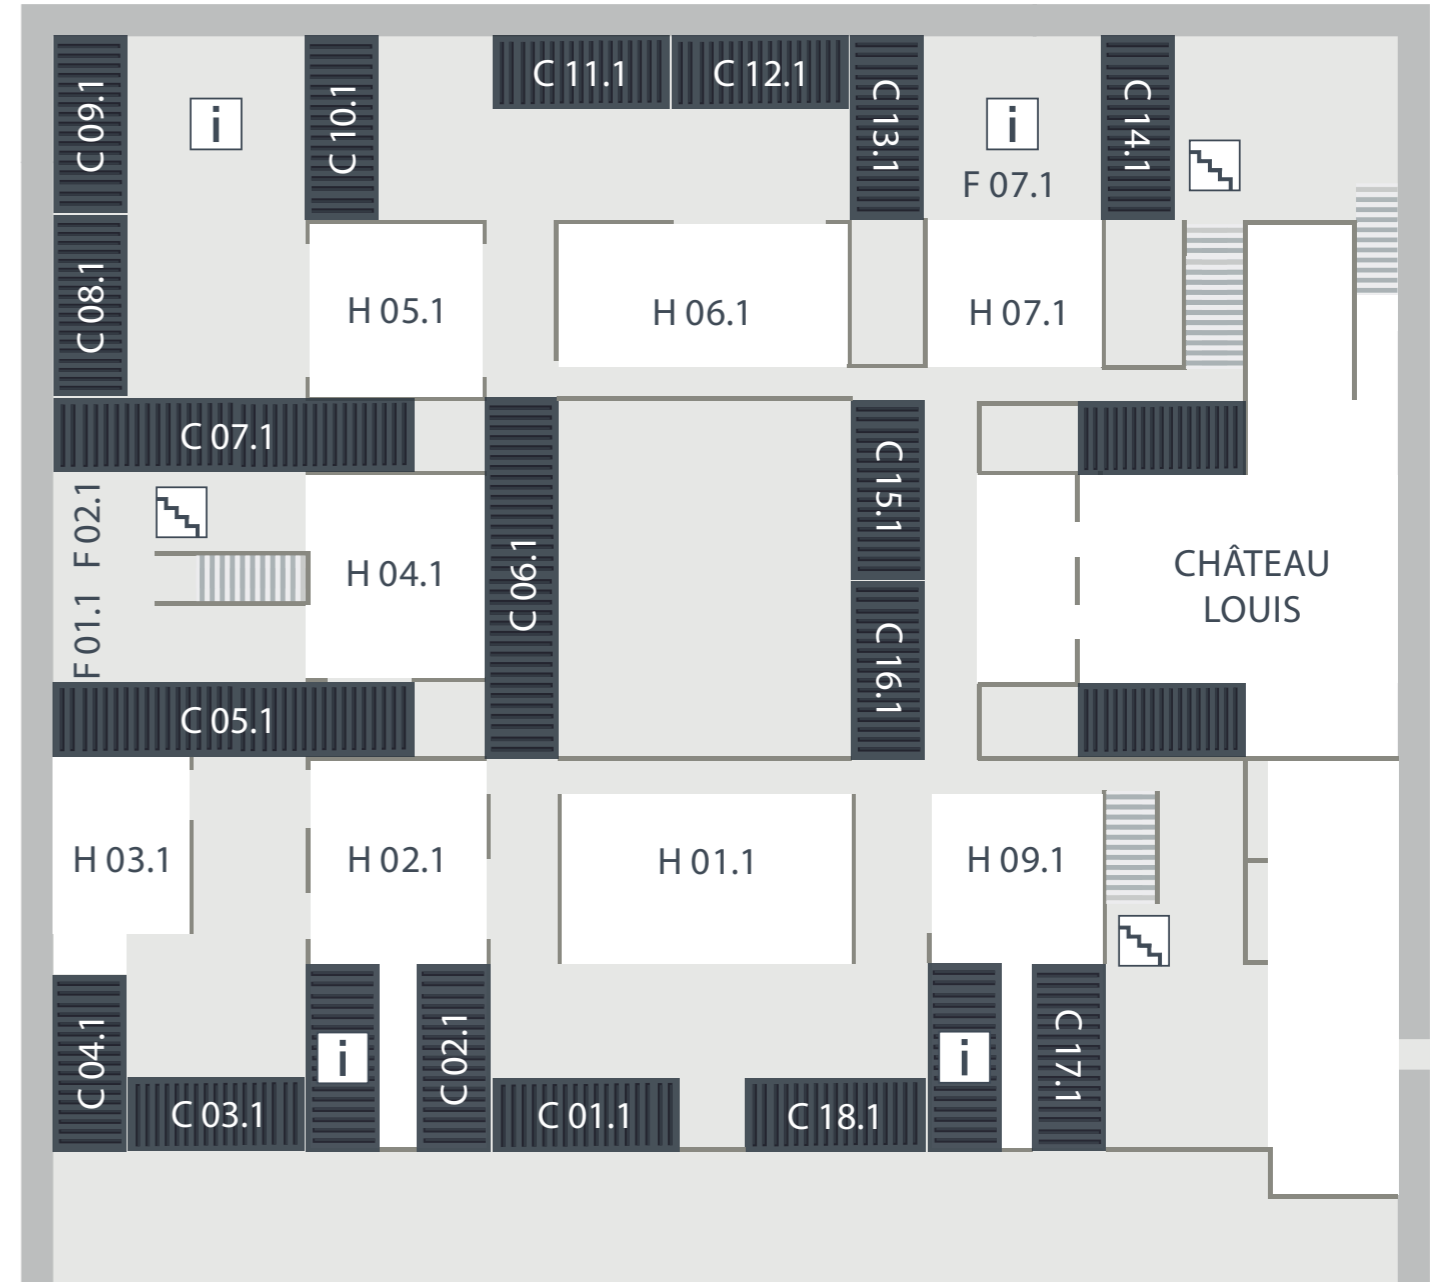 C 09.1
i
C 10.1
C 11.1
C 12.1
C 13.1
i
F 07.1
C 14.1
C 08.1
H 05.1
H 06.1
H 07.1
C 07.1
F 01.1 F 02.1
H 04.1
C 06.1
C 15.1
C 16.1
CHÂTEAU
LOUIS
C 05.1
H 03.1
H 02.1
H 01.1
H 09.1
C 04.1
C 03.1
i
C 02.1
C 01.1
C 18.1
i
C 17.1